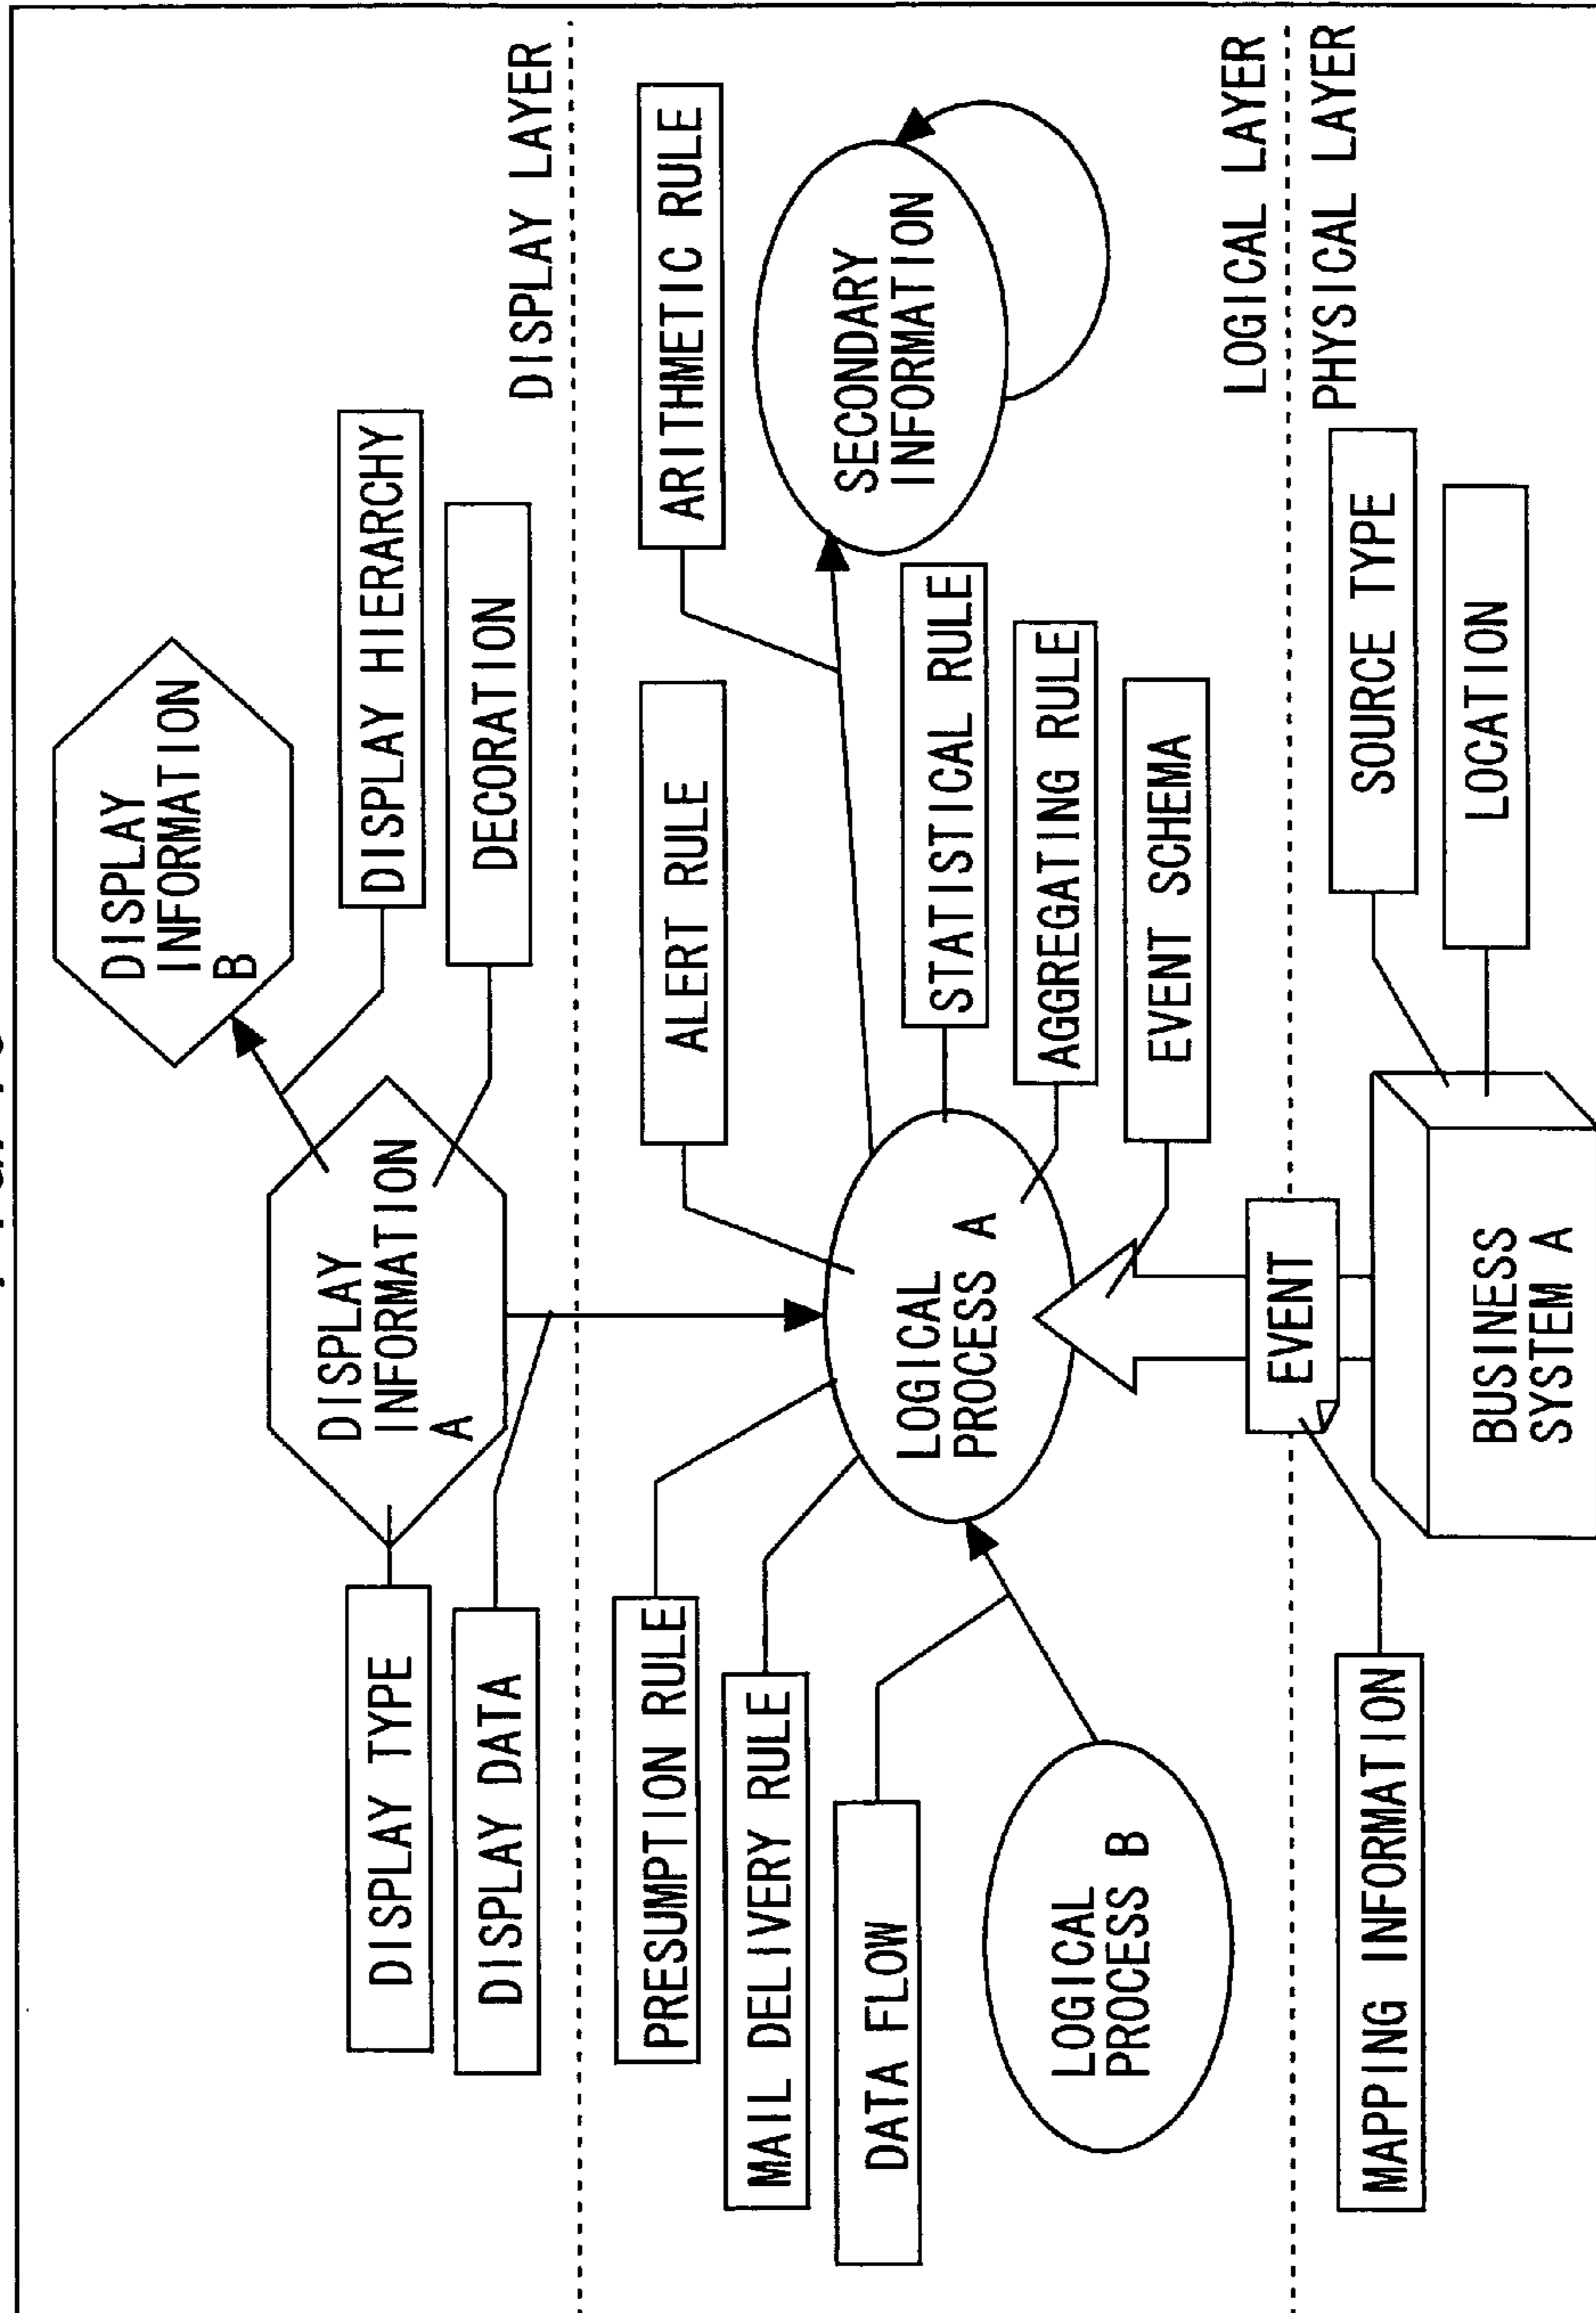 DISPLAY
INFORMATION
B
DISPLAY
INFORMATION
A
DISPLAY TYPE
DISPLAY DATA
DISPLAY HIERARCHY
DECORATION
DISPLAY LAYER
PRESUMPTION RULE
MAIL DELIVERY RULE
DATA FLOW
LOGICAL
PROCESS B
LOGICAL
PROCESS A
ALERT RULE
ARITHMETIC RULE
SECONDARY
INFORMATION
STATISTICAL RULE
AGGREGATING RULE
EVENT SCHEMA
LOGICAL LAYER
PHYSICAL LAYER
EVENT
MAPPING INFORMATION
SOURCE TYPE
LOCATION
BUSINESS
SYSTEM A